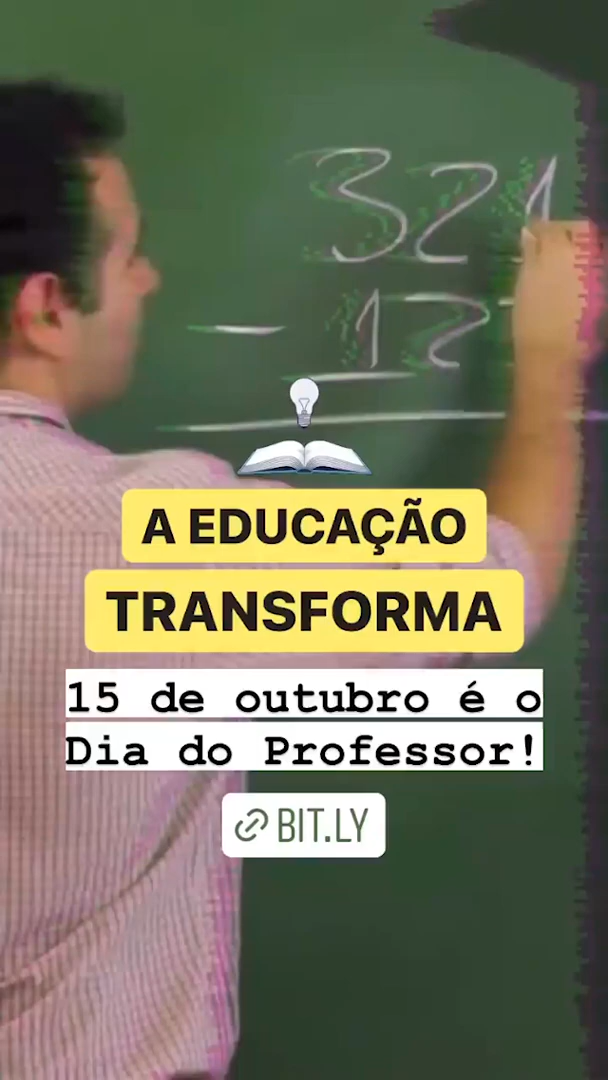 321
- 12
A EDUCAÇÃO
TRANSFORMA
15 de outubro é o
Dia do Professor!
BIT.LY